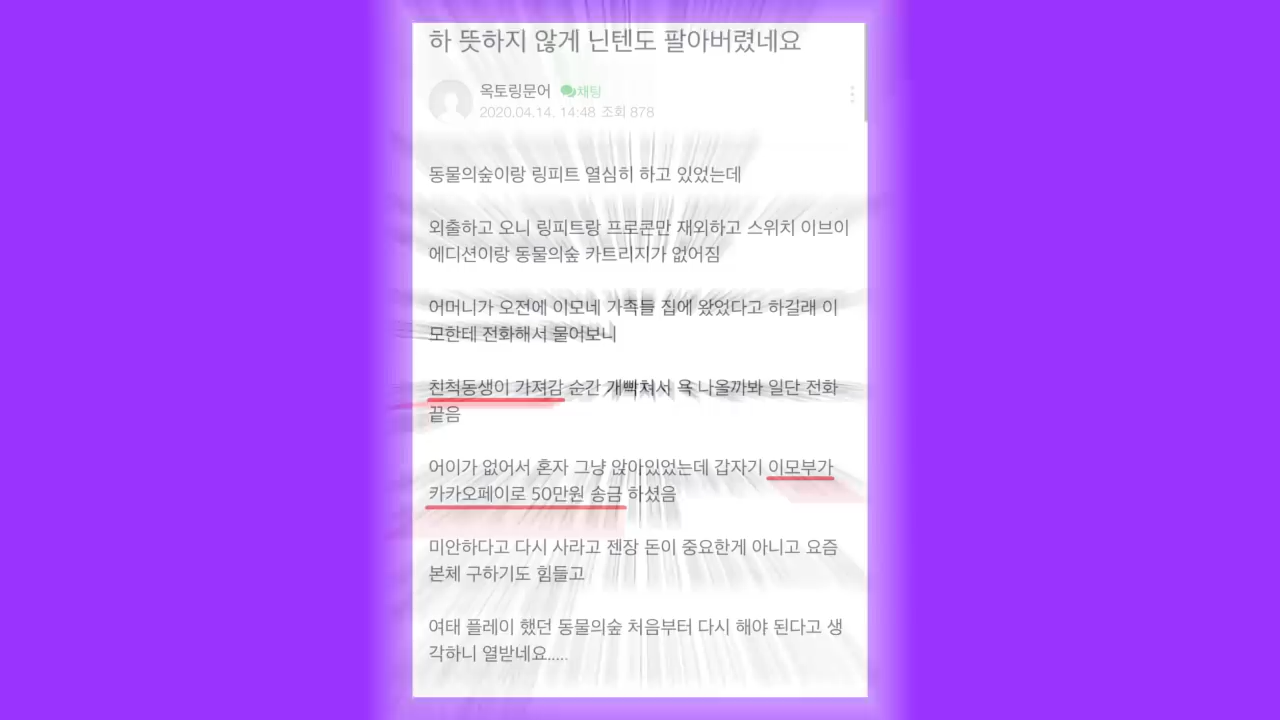 하 뜻하지 않게 닌텐도 팔아버렸네요
옥토링문어 채팅
2020.04.14. 14:48 조회 878
동물의숲이랑 링피트 열심히 하고 있었는데
외출하고 오니 링피트랑 프로콘만 재외하고 스위치 이브이
에디션이랑 동물의숲 카트리지가 없어짐
어머니가 오전에 이모네 가족들 집에 왔었다고 하길래 이
모한테 전화해서 물어보니
친척동생이 가져감 순간 개빡쳐서 욕 나올까봐 일단 전화
끝음
어이가 없어서 혼자 그냥 앉아있었는데 갑자기 이모부가
카카오페이로 50만원 송금 하셨음
미안하다고 다시 사라고 젠장 돈이 중요한게 아니고 요즘
본체 구하기도 힘들고
여태 플레이 했던 동물의숲 처음부터 다시 해야 된다고 생
각하니 열받네요.....